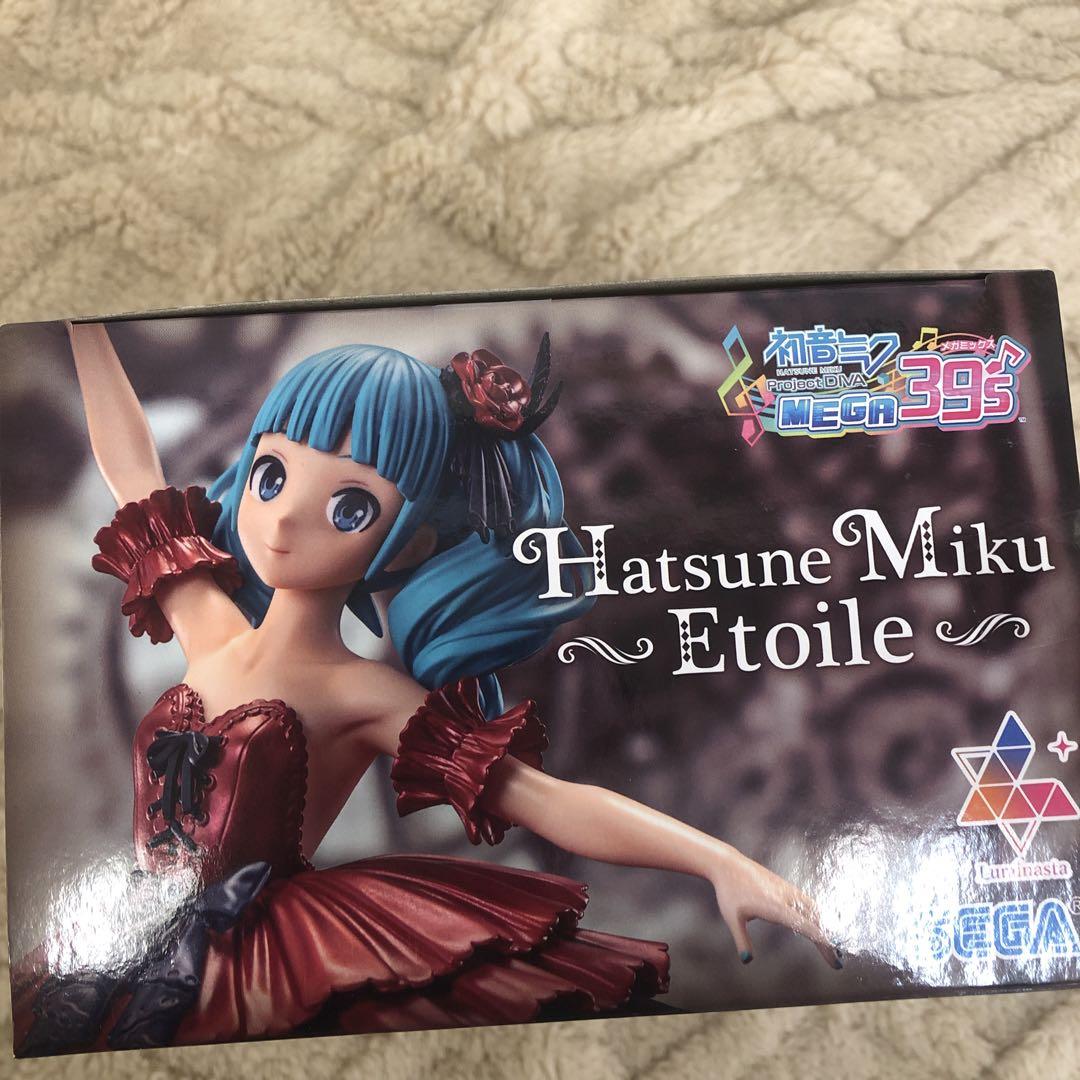 初音ミク
HATSUNE MIKU
Project DIVA
メガミックス
MEGA39's
™
Hatsune Miku
~ Etoile ~
Luminasta
SEGA®